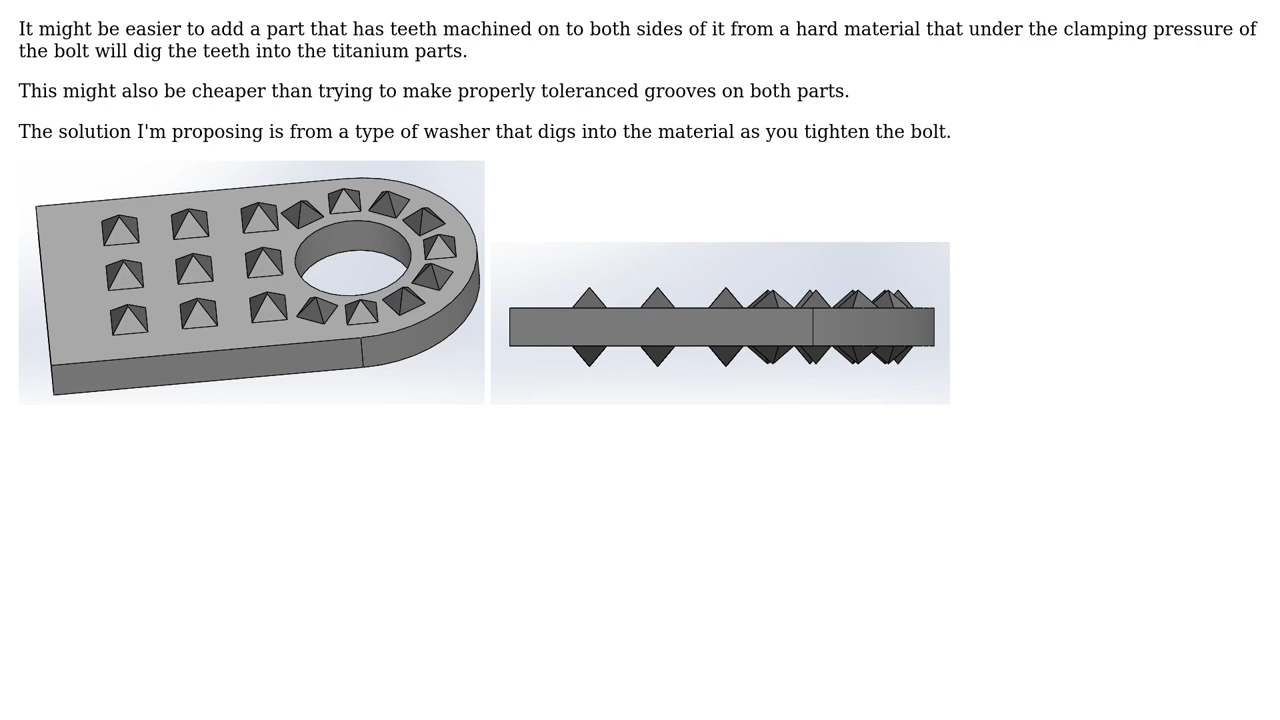 It might be easier to add a part that has teeth machined on to both sides of it from a hard material that under the clamping pressure of
the bolt will dig the teeth into the titanium parts.
This might also be cheaper than trying to make properly toleranced grooves on both parts.
The solution I'm proposing is from a type of washer that digs into the material as you tighten the bolt.